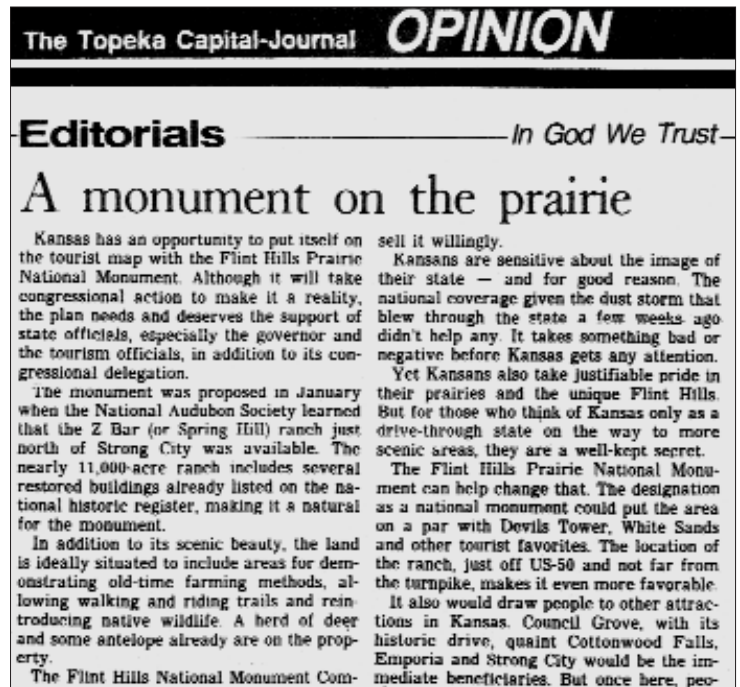 The Topeka Capital-Journal OPINION
Editorials
In God We Trust
A monument on the prairie
Kansas has an opportunity to put itself on
the tourist map with the Flint Hills Prairie
National Monument. Although it will take
congressional action to make it a reality,
the plan needs and deserves the support of
state officials, especially the governor and
the tourism officials, in addition to its con-
gressional delegation.
The monument was proposed in January
when the National Audubon Society learned
that the Z Bar (or Spring Hill) ranch just
north of Strong City was available. The
nearly 11,000-acre ranch includes several
restored buildings already listed on the na-
tional historic register, making it a natural
for the monument.
In addition to its scenic beauty, the land
is ideally situated to include areas for dem-
onstrating old-time farming methods, al-
lowing walking and riding trails and rein-
troducing native wildlife. A herd of deer
and some antelope already are on the prop-
erty.
The Flint Hills National Monument Com-
sell it willingly.
Kansans are sensitive about the image of
their state — and for good reason. The
national coverage given the dust storm that
blew through the state a few weeks ago
didn't help any. It takes something bad or
negative before Kansas gets any attention.
Yet Kansans also take justifiable pride in
their prairies and the unique Flint Hills.
But for those who think of Kansas only as a
drive-through state on the way to more
scenic areas, they are a well-kept secret.
The Flint Hills Prairie National Monu-
ment can help change that. The designation
as a national monument could put the area
on a par with Devils Tower, White Sands
and other tourist favorites. The location of
the ranch, just off US-50 and not far from
the turnpike, makes it even more favorable.
It also would draw people to other attrac-
tions in Kansas. Council Grove, with its
historic drive, quaint Cottonwood Falls,
Emporia and Strong City would be the im-
mediate beneficiaries. But once here, peo-